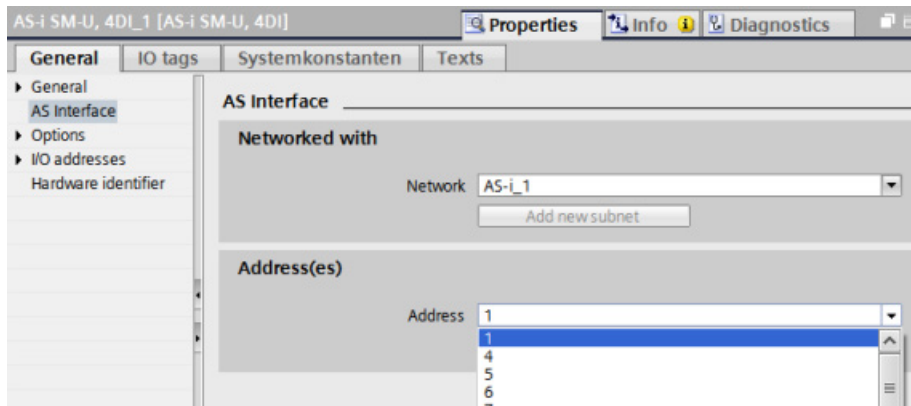 AS-i SM-U, 4DI_1 [AS-i SM-U, 4DI]
Properties
Info
Diagnostics
General
IO tags
Systemkonstanten
Texts
General
AS Interface
Options
I/O addresses
Hardware identifier
AS Interface
Networked with
Network AS-i_1
Add new subnet
Address(es)
Address 1
1
4
5
6